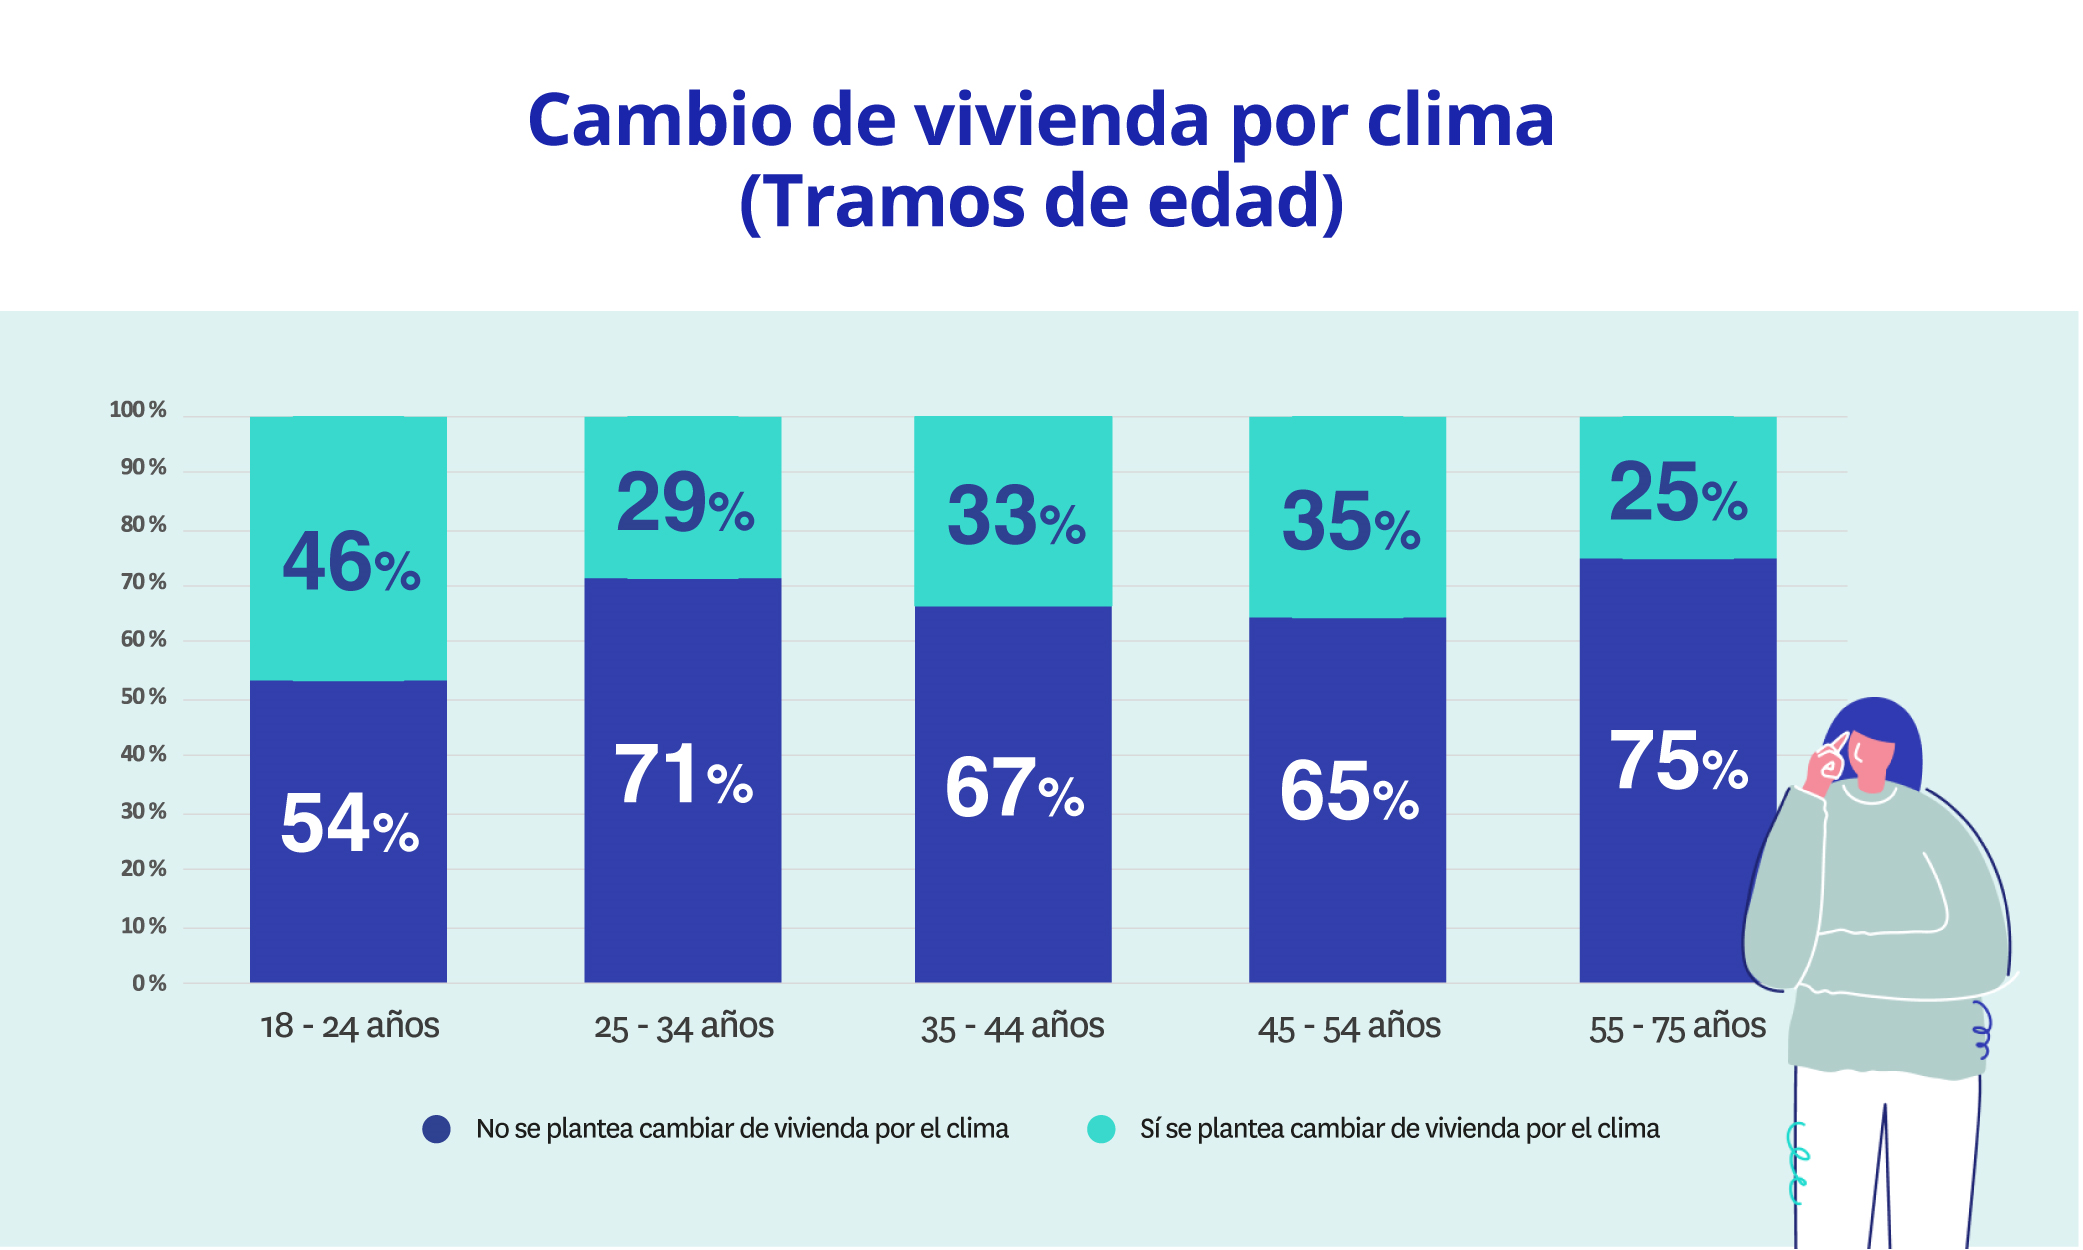 Cambio de vivienda por clima
(Tramos de edad)
100%
90%
80%
70%
60%
50%
40%
30%
20%
10%
0%
46%
29%
33%
35%
25%
54%
71%
67%
65%
75%
18 - 24 años
25 - 34 años
35 - 44 años
45 - 54 años
55 - 75 años
No se plantea cambiar de vivienda por el clima
Sí se plantea cambiar de vivienda por el clima